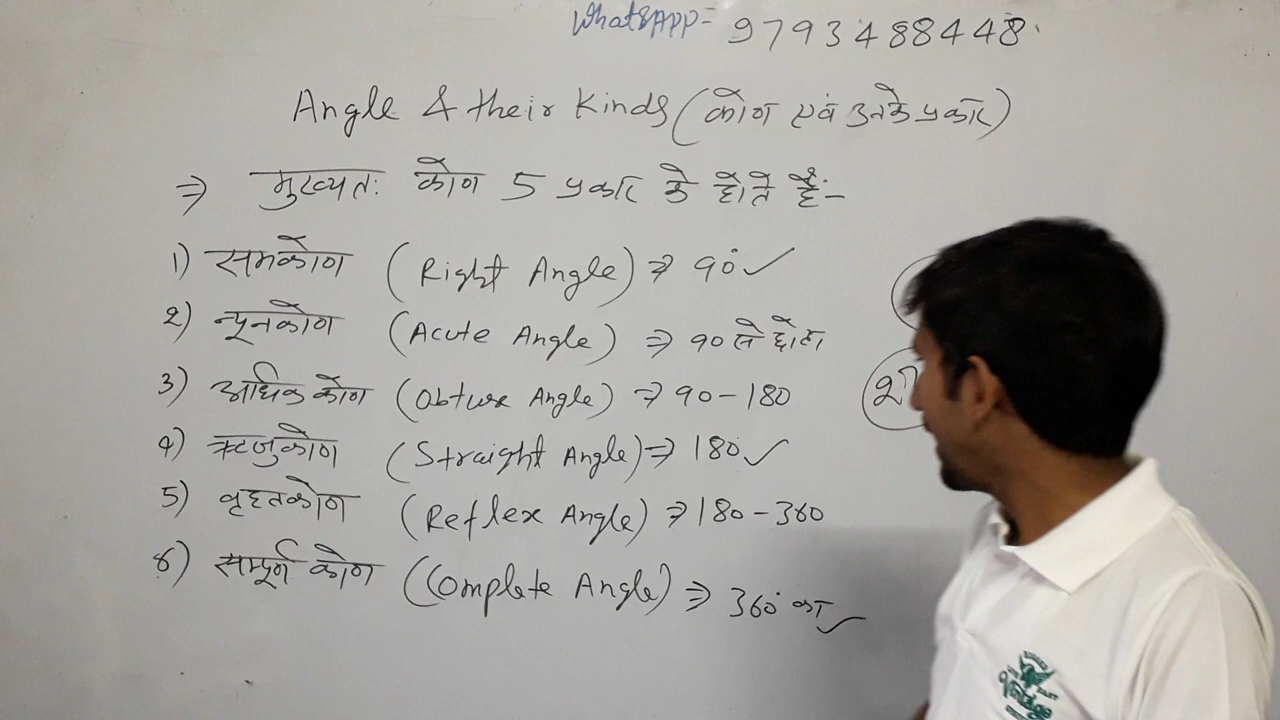 WhatsApp- 9793488448
Angle & their Kinds (कोण एवं उनके प्रकार)
⇒ मुख्यतः कोण 5 प्रकार के होते हैं:-
1) समकोण (Right Angle) ⇒ 90° ✓
2) न्यूनकोण (Acute Angle) ⇒ 90 से छोटा
3) अधिक कोण (Obtuse Angle) ⇒ 90-180
4) ऋजुकोण (Straight Angle) ⇒ 180° ✓
5) वृहतकोण (Reflex Angle) ⇒ 180-360
6) सम्पूर्ण कोण (Complete Angle) ⇒ 360° का ✓
Vintage